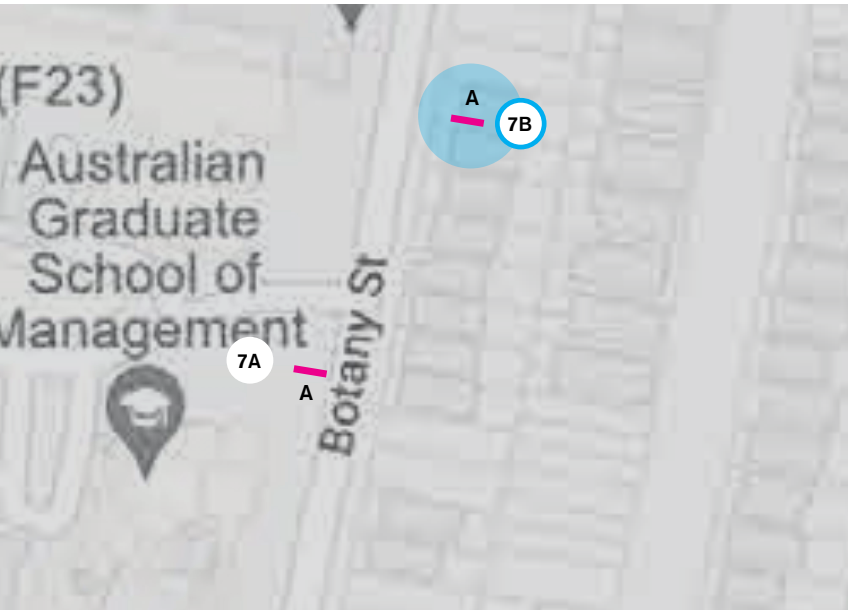 (F23)
A
7B
Australian
Graduate
School of
Management
Botany St
7A
A